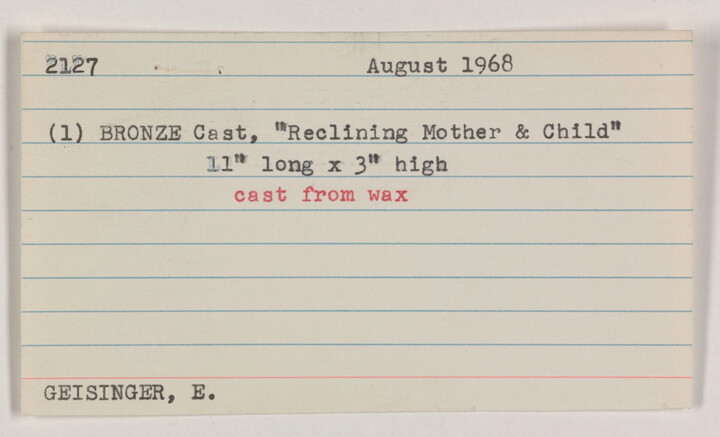 2127 August 1968
(1) BRONZE Cast, "Reclining Mother & Child"
11" long x 3" high
cast from wax
GEISINGER, E.